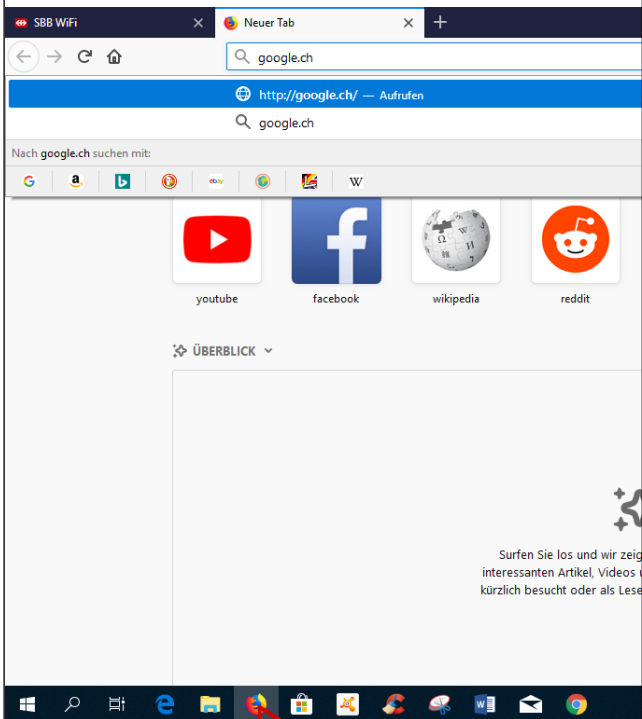 SBB WiFi
Neuer Tab
google.ch
http://google.ch/ — Aufrufen
google.ch
Nach google.ch suchen mit:
G a b ebay W
youtube facebook wikipedia reddit
ÜBERBLICK
Surfen Sie los und wir zeig
interessanten Artikel, Videos u
kürzlich besucht oder als Lese